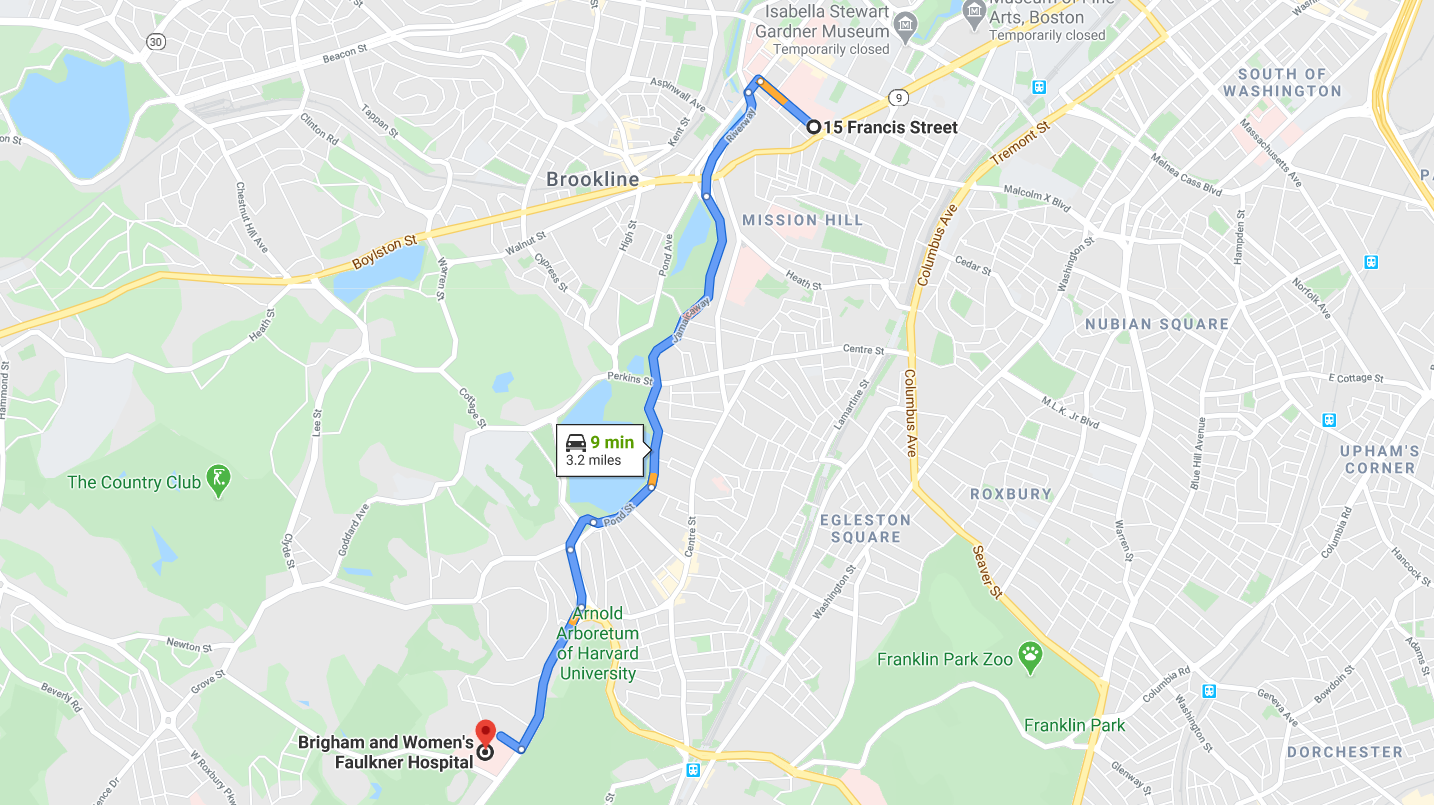 Isabella Stewart
Gardner Museum
Temporarily closed
Museum of Fine
Arts, Boston
Temporarily closed
30
Beacon St
Aspinwall Ave
SOUTH OF
WASHINGTON
9
15 Francis Street
Tappan St
Clinton Rd
Kent St
Riverway
Tremont St
Massachusetts Ave
Melnea Cass Blvd
Brookline
Malcolm X Blvd
Chestnut Hill Ave
MISSION HILL
Boylston St
Walnut St
High St
Pond Ave
Columbus Ave
Washington St
Hampden St
Cypress St
Warren St
Heath St
Cedar St
Norfolk Ave
Heath St
Jamaicaway
NUBIAN SQUARE
Centre St
Perkins St
E Cottage St
Hammond St
Cottage St
Lee St
Lamartine St
Columbus Ave
M.L.K. Jr Blvd
Blue Hill Avenue
9 min
3.2 miles
UPHAM'S
CORNER
The Country Club
ROXBURY
Goddard Ave
Clyde St
Pond St
Centre St
EGLESTON
SQUARE
Warren St
Columbia Rd
Seaver St
Hancock St
Washington St
Arnold
Arboretum
of Harvard
University
Newton St
Grove St
Franklin Park Zoo
Adams St
Beverly Rd
Columbia Rd
Bowdoin St
Geneva Ave
Franklin Park
Brigham and Women's
Faulkner Hospital
DORCHESTER
W Roxbury Pkwy
Glenway St